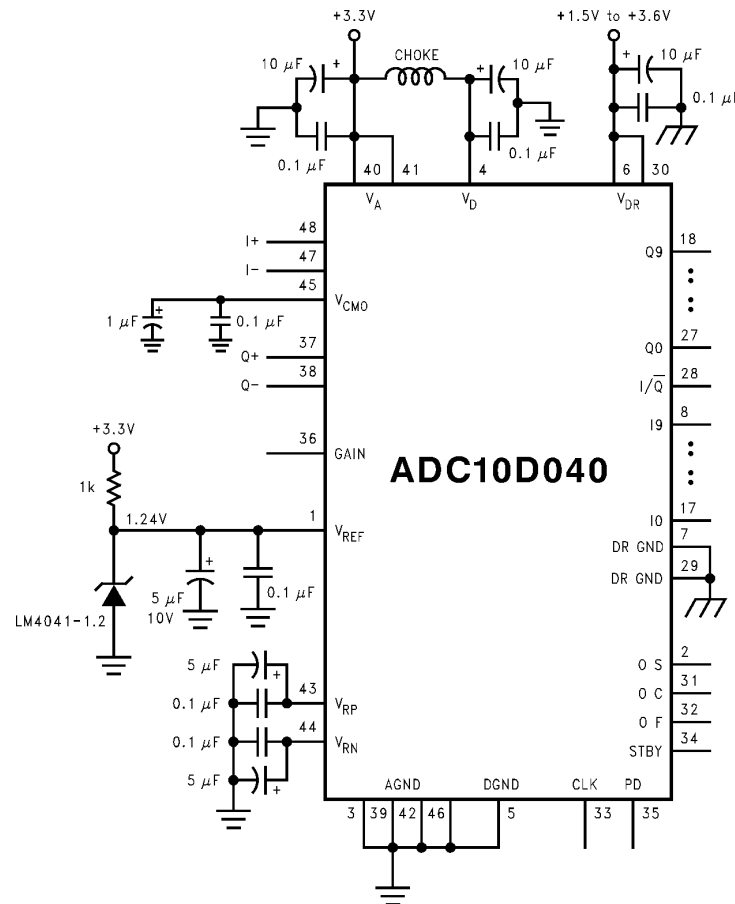 +3.3V
+1.5V to +3.6V
10 μF +
CHOKE
+ 10 μF
+ 10 μF
0.1 μF
0.1 μF
0.1 μF
40 41 4 6 30
VA VD VDR
48
I+
47
I-
45
VCMO
1 μF +
0.1 μF
37
Q+
38
Q-
36
GAIN
+3.3V
1k
1.24V
1
VREF
+
5 μF
10V
0.1 μF
LM4041-1.2
5 μF +
43
0.1 μF
VRP
44
0.1 μF
VRN
5 μF +
ADC10D040
Q9 18
Q0 27
I/Q̅ 28
I9 8
I0 17
DR GND 7
DR GND 29
O S 2
O C 31
O F 32
STBY 34
AGND DGND CLK PD
3 39 42 46 5 33 35